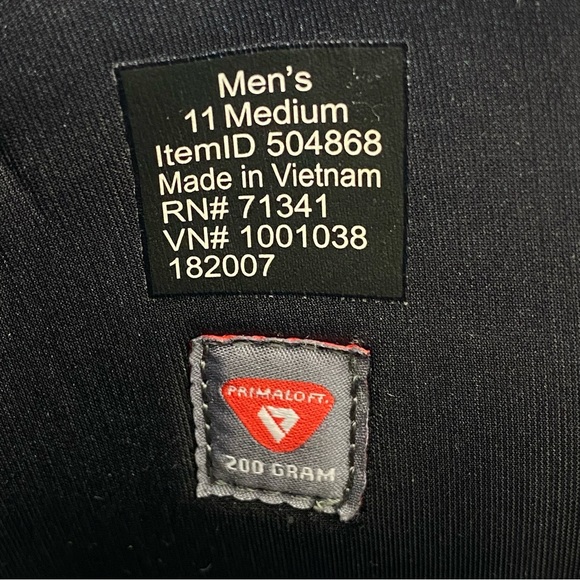 Men's
11 Medium
ItemID 504868
Made in Vietnam
RN# 71341
VN# 1001038
182007
PRIMALOFT.
200 GRAM